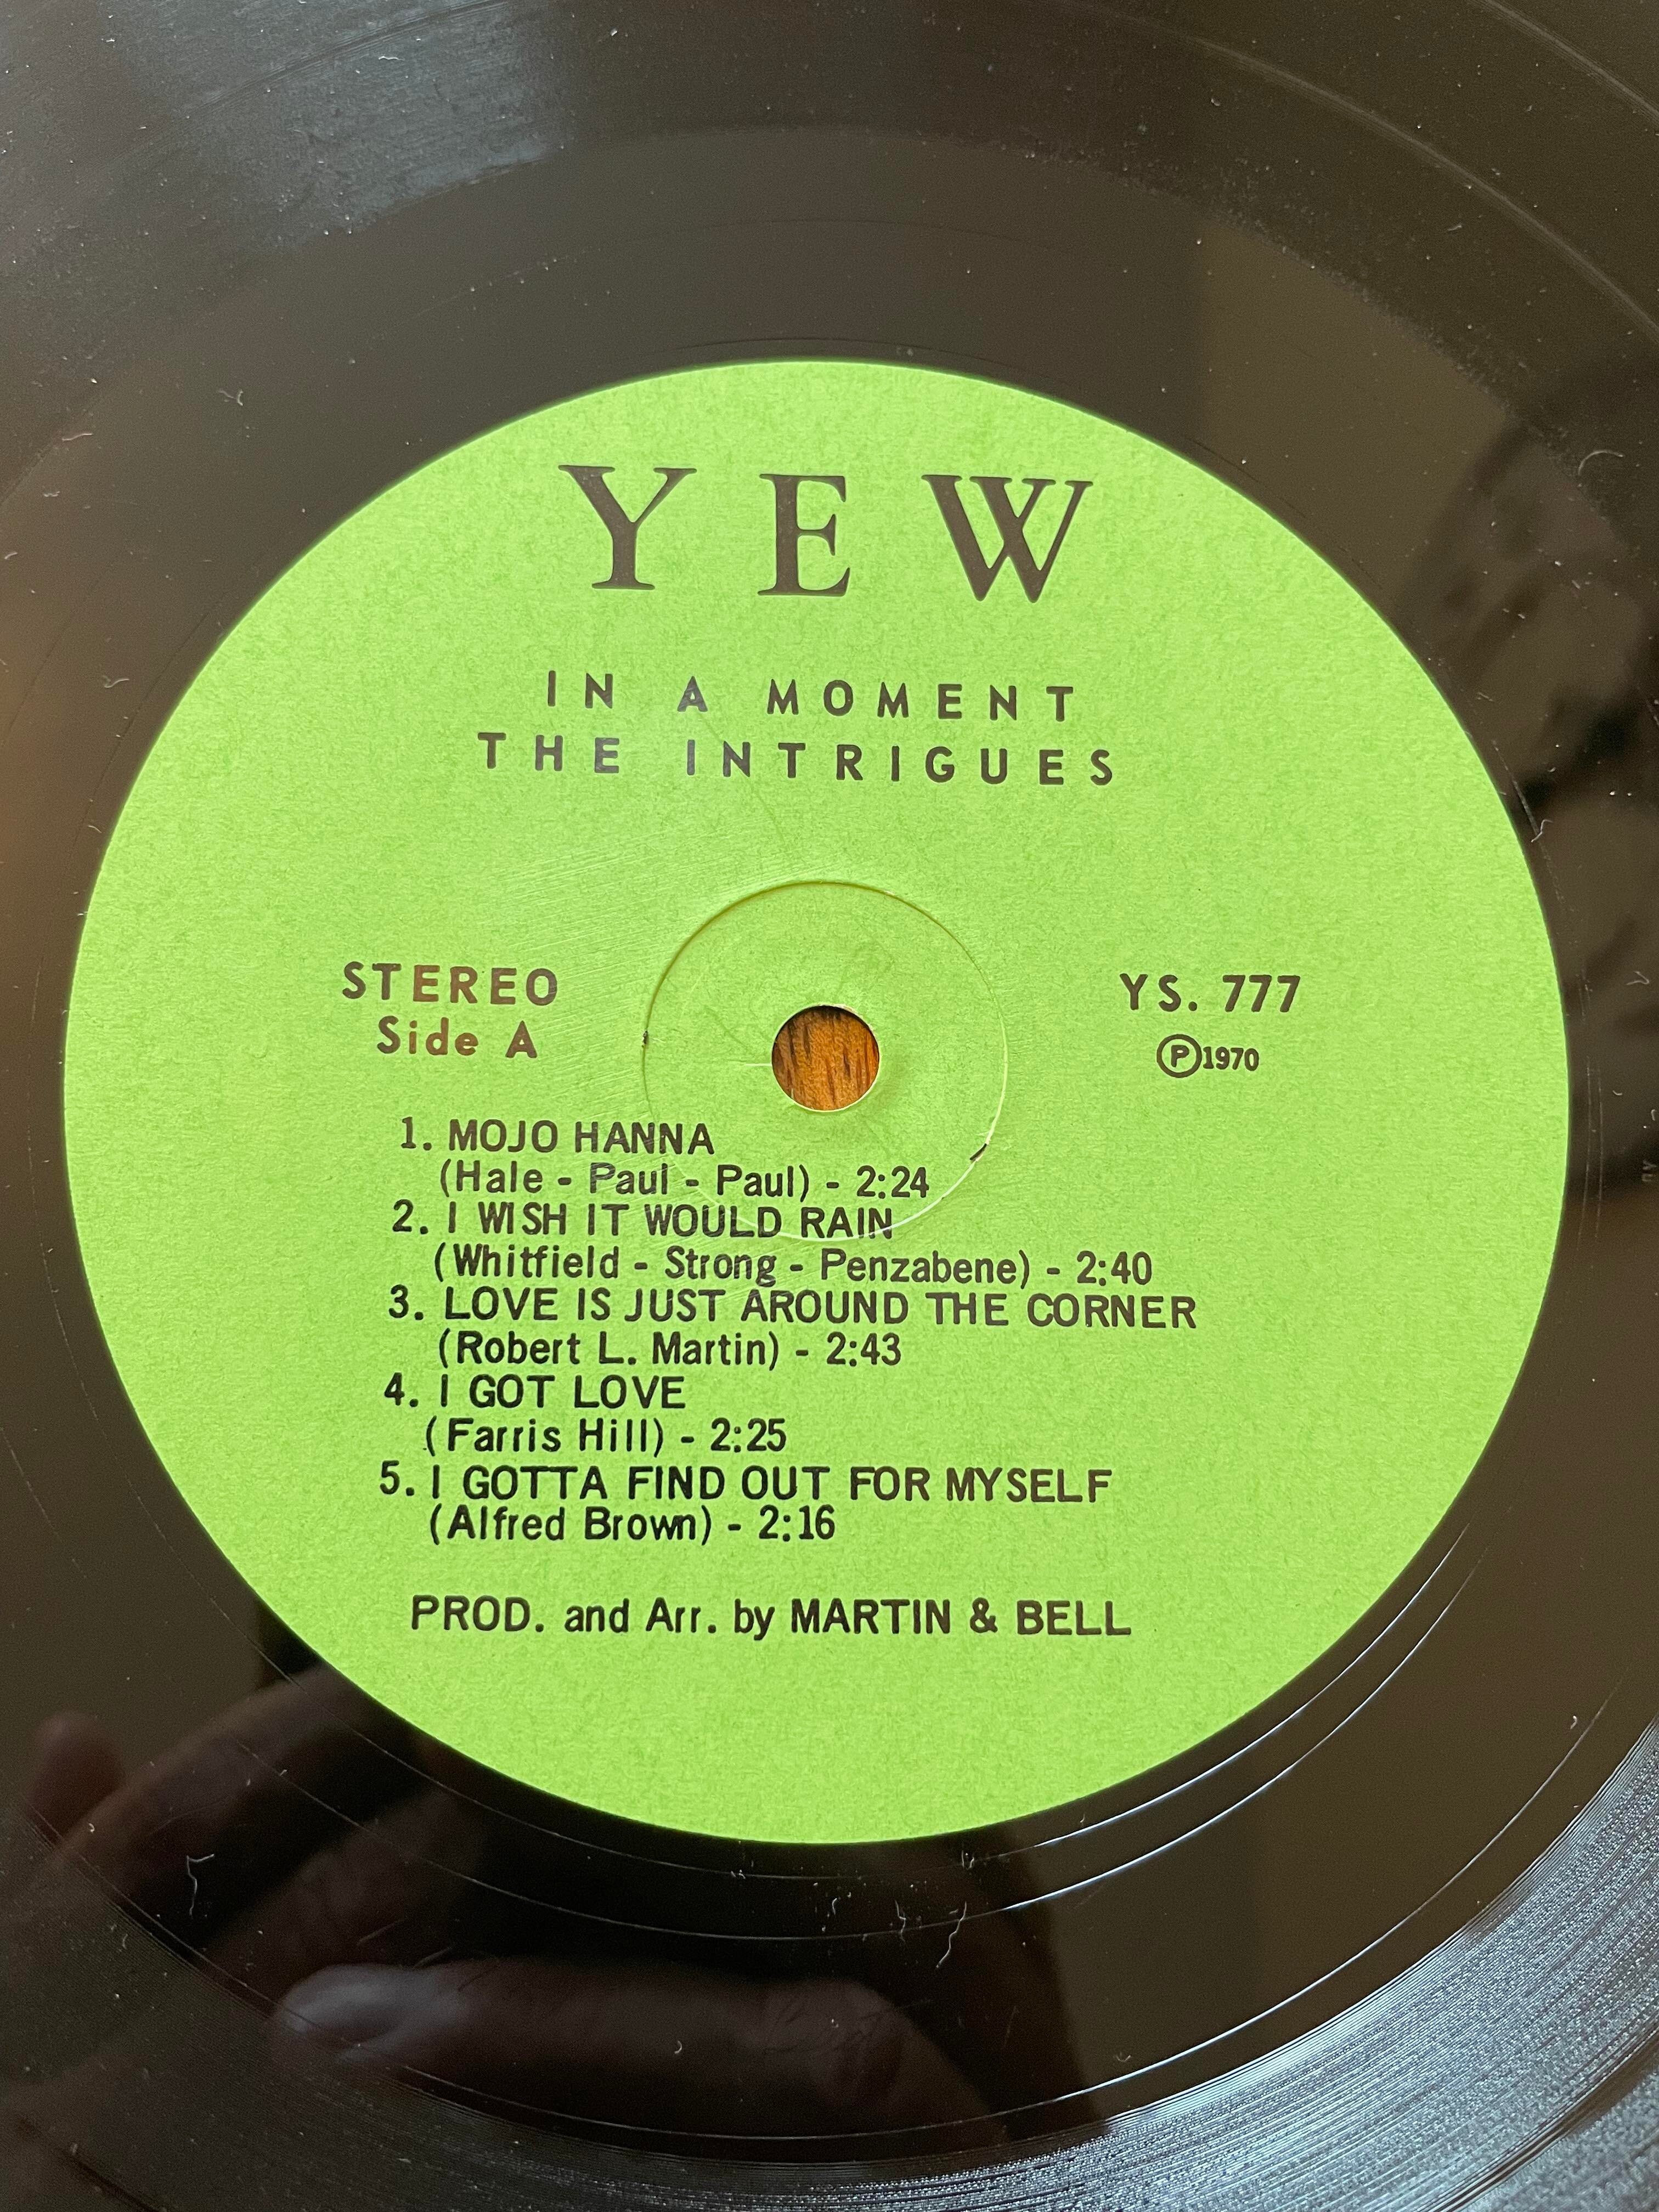 YEW
IN A MOMENT
THE INTRIGUES
STEREO
Side A
YS. 777
Ⓟ1970
1. MOJO HANNA
(Hale - Paul - Paul) - 2:24
2. I WISH IT WOULD RAIN
(Whitfield - Strong - Penzabene) - 2:40
3. LOVE IS JUST AROUND THE CORNER
(Robert L. Martin) - 2:43
4. I GOT LOVE
(Farris Hill) - 2:25
5. I GOTTA FIND OUT FOR MYSELF
(Alfred Brown) - 2:16
PROD. and Arr. by MARTIN & BELL